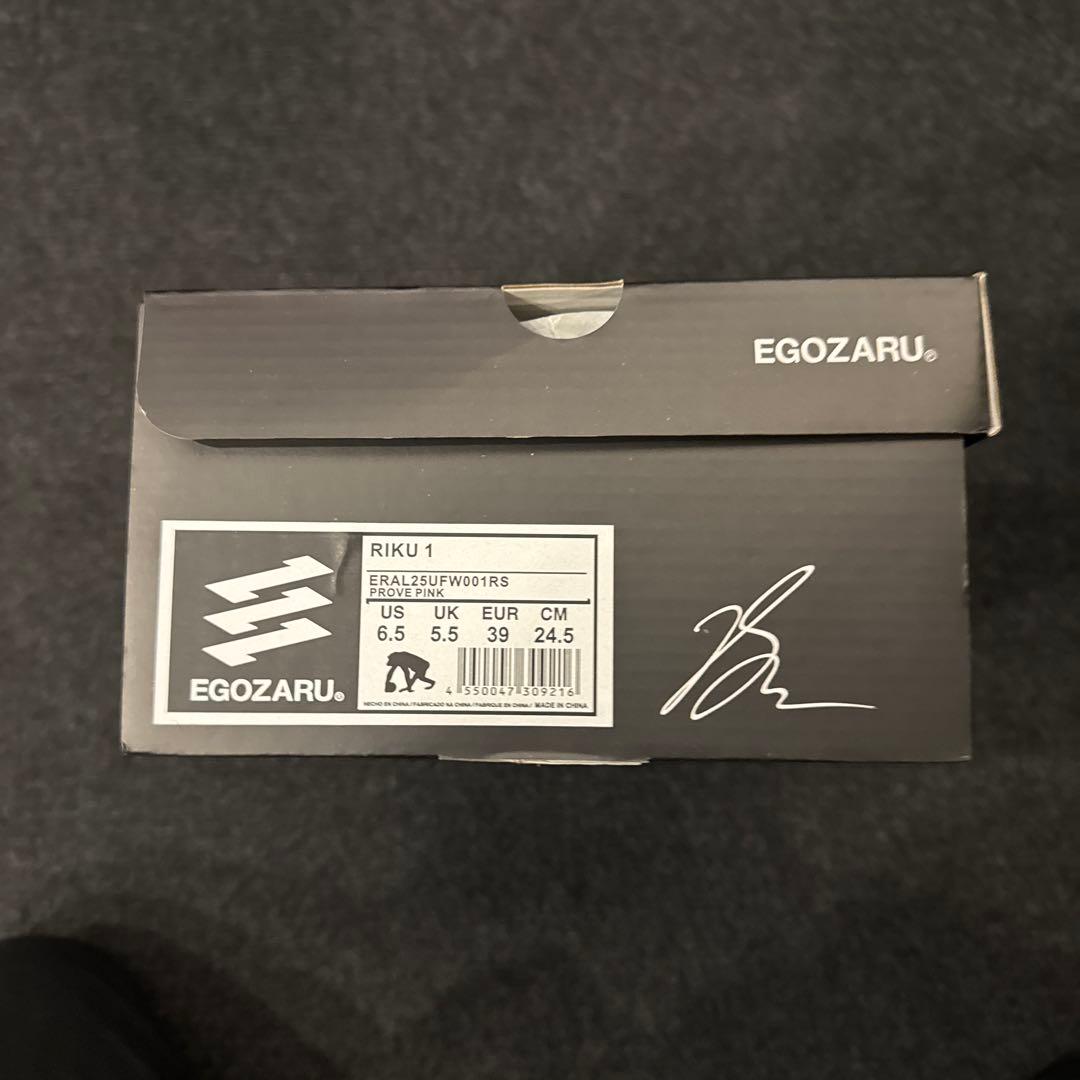 EGOZARU®
RIKU 1
ERAL25UFW001RS
PROVE PINK
US UK EUR CM
6.5 5.5 39 24.5
4 550047 309216
HECHO EN CHINA / FABRICADO NA CHINA / FABRIQUE EN CHINA / MADE IN CHINA
EGOZARU®